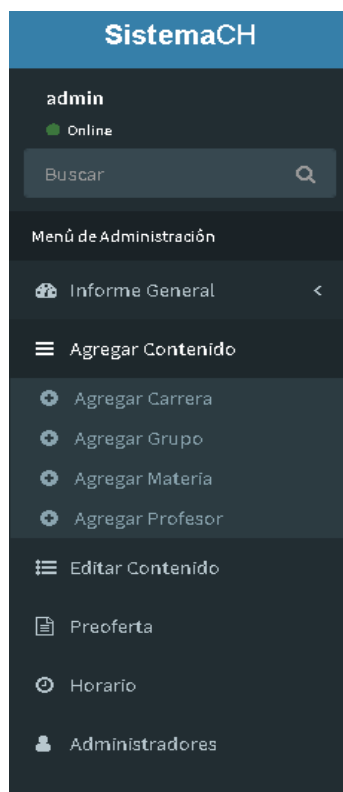 SistemaCH
admin
Online
Buscar
Menú de Administración
Informe General
Agregar Contenido
Agregar Carrera
Agregar Grupo
Agregar Materia
Agregar Profesor
Editar Contenido
Preoferta
Horario
Administradores